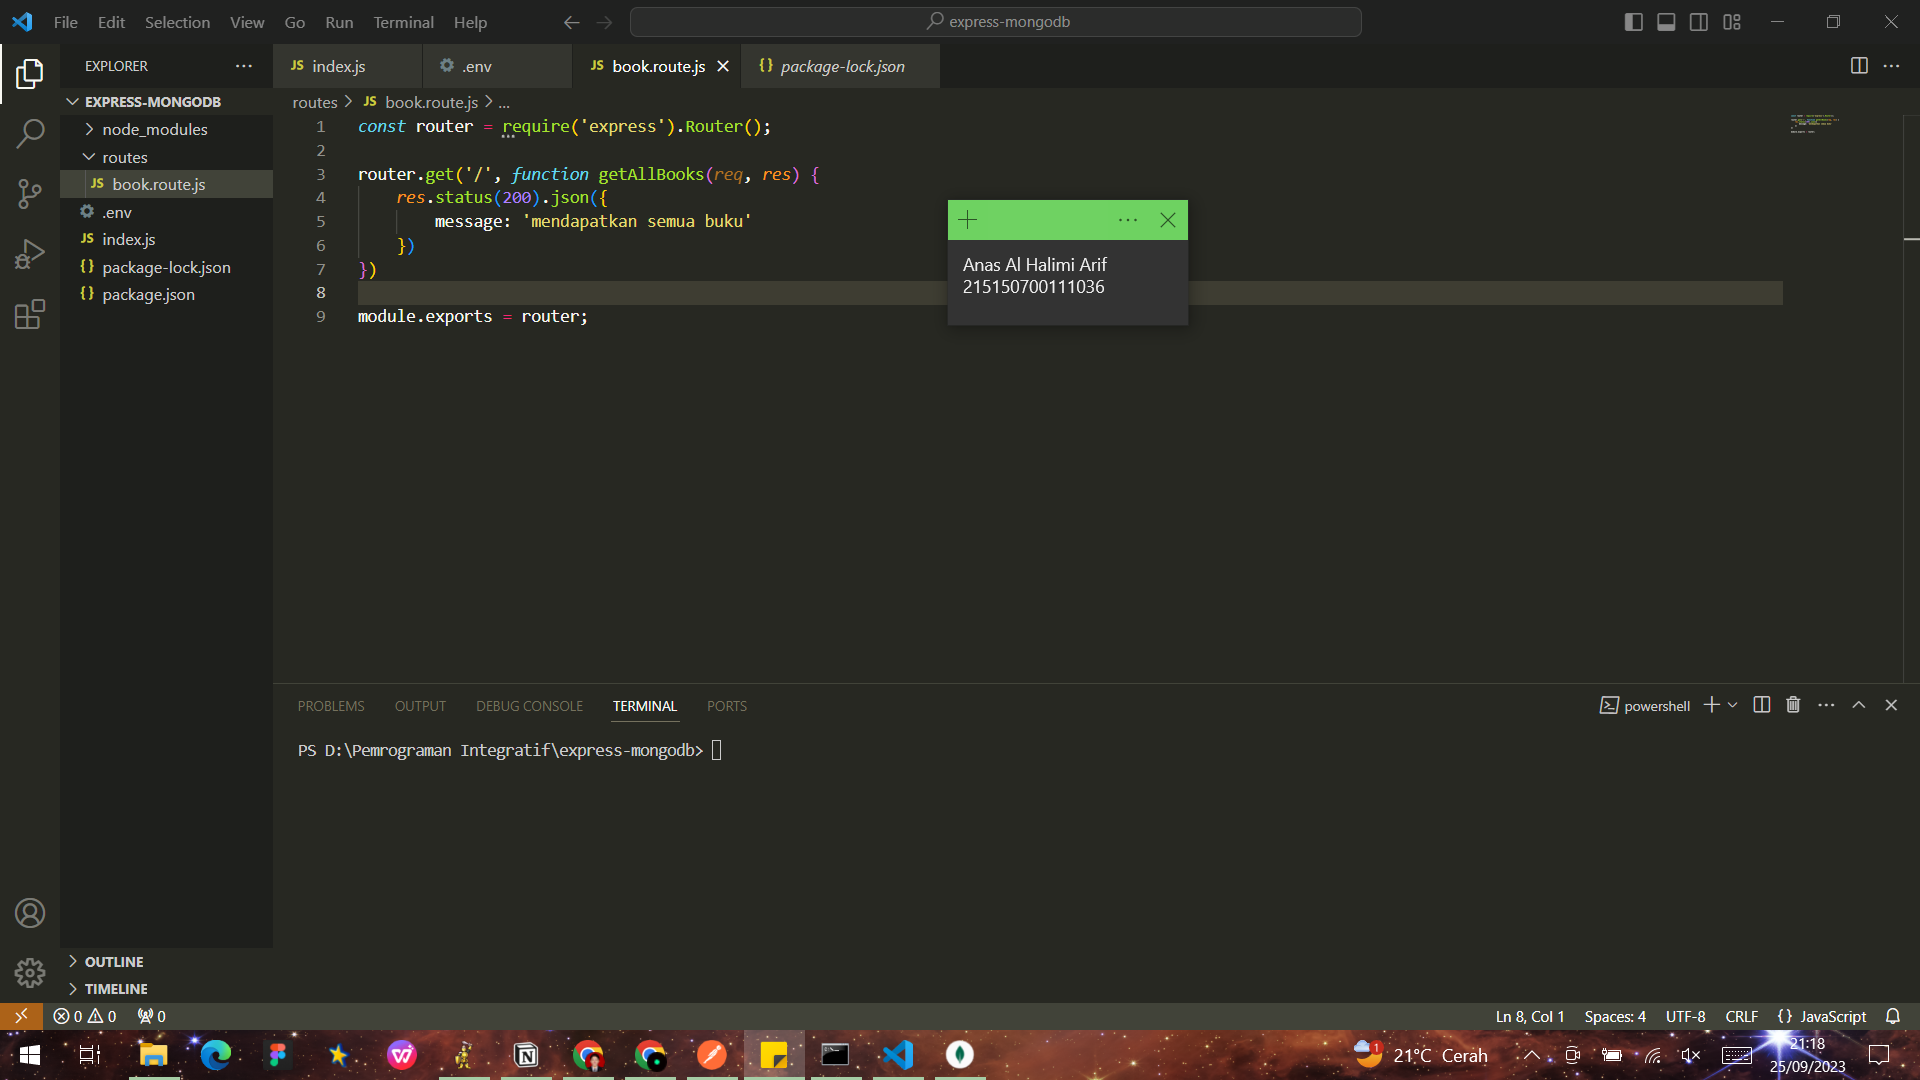 File Edit Selection View Go Run Terminal Help
express-mongodb
EXPLORER
index.js
.env
book.route.js
package-lock.json
EXPRESS-MONGODB
node_modules
routes
JS book.route.js
.env
JS index.js
{} package-lock.json
{} package.json
routes > JS book.route.js > ...
1 const router = require('express').Router();
2
3 router.get('/', function getAllBooks(req, res) {
4 res.status(200).json({
5 message: 'mendapatkan semua buku'
6 })
7 })
8
9 module.exports = router;
Anas Al Halimi Arif
215150700111036
PROBLEMS OUTPUT DEBUG CONSOLE TERMINAL PORTS
powershell
PS D:\Pemrograman Integratif\express-mongodb>
OUTLINE
TIMELINE
0 0 0
Ln 8, Col 1 Spaces: 4 UTF-8 CRLF {} JavaScript
1 21°C Cerah
21:18
25/09/2023